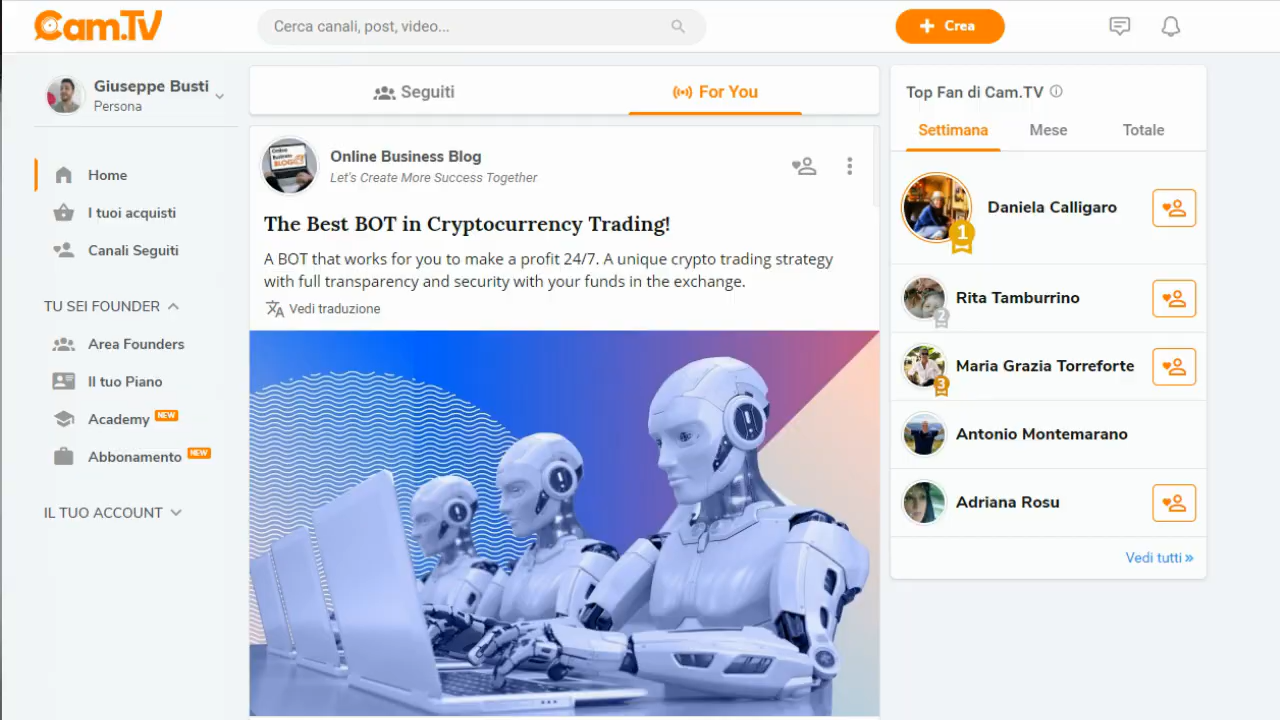 Cam.TV
Cerca canali, post, video...
Crea
Giuseppe Busti
Persona
Home
I tuoi acquisti
Canali Seguiti
TU SEI FOUNDER
Area Founders
Il tuo Piano
Academy NEW
Abbonamento NEW
IL TUO ACCOUNT
Seguiti
For You
Online Business Blog
Let's Create More Success Together
The Best BOT in Cryptocurrency Trading!
A BOT that works for you to make a profit 24/7. A unique crypto trading strategy
with full transparency and security with your funds in the exchange.
Vedi traduzione
Top Fan di Cam.TV
Settimana Mese Totale
1
Daniela Calligaro
2
Rita Tamburrino
3
Maria Grazia Torreforte
Antonio Montemarano
Adriana Rosu
Vedi tutti »